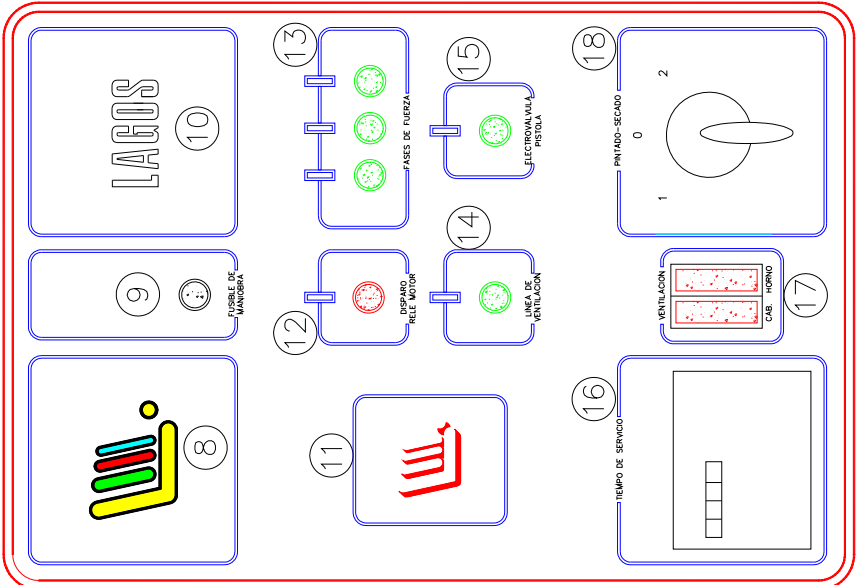 LAGOS
8
9
10
FUSIBLE DE
MANIOBRA
11
12
13
DISPARO
RELE MOTOR
FASES DE FUERZA
14
15
LINEA DE
VENTILACION
ELECTROVALVULA
PISTOLA
16
17
18
TIEMPO DE SERVICIO
VENTILACION
CAB. HORNO
PINTADO-SECADO
1
0
2